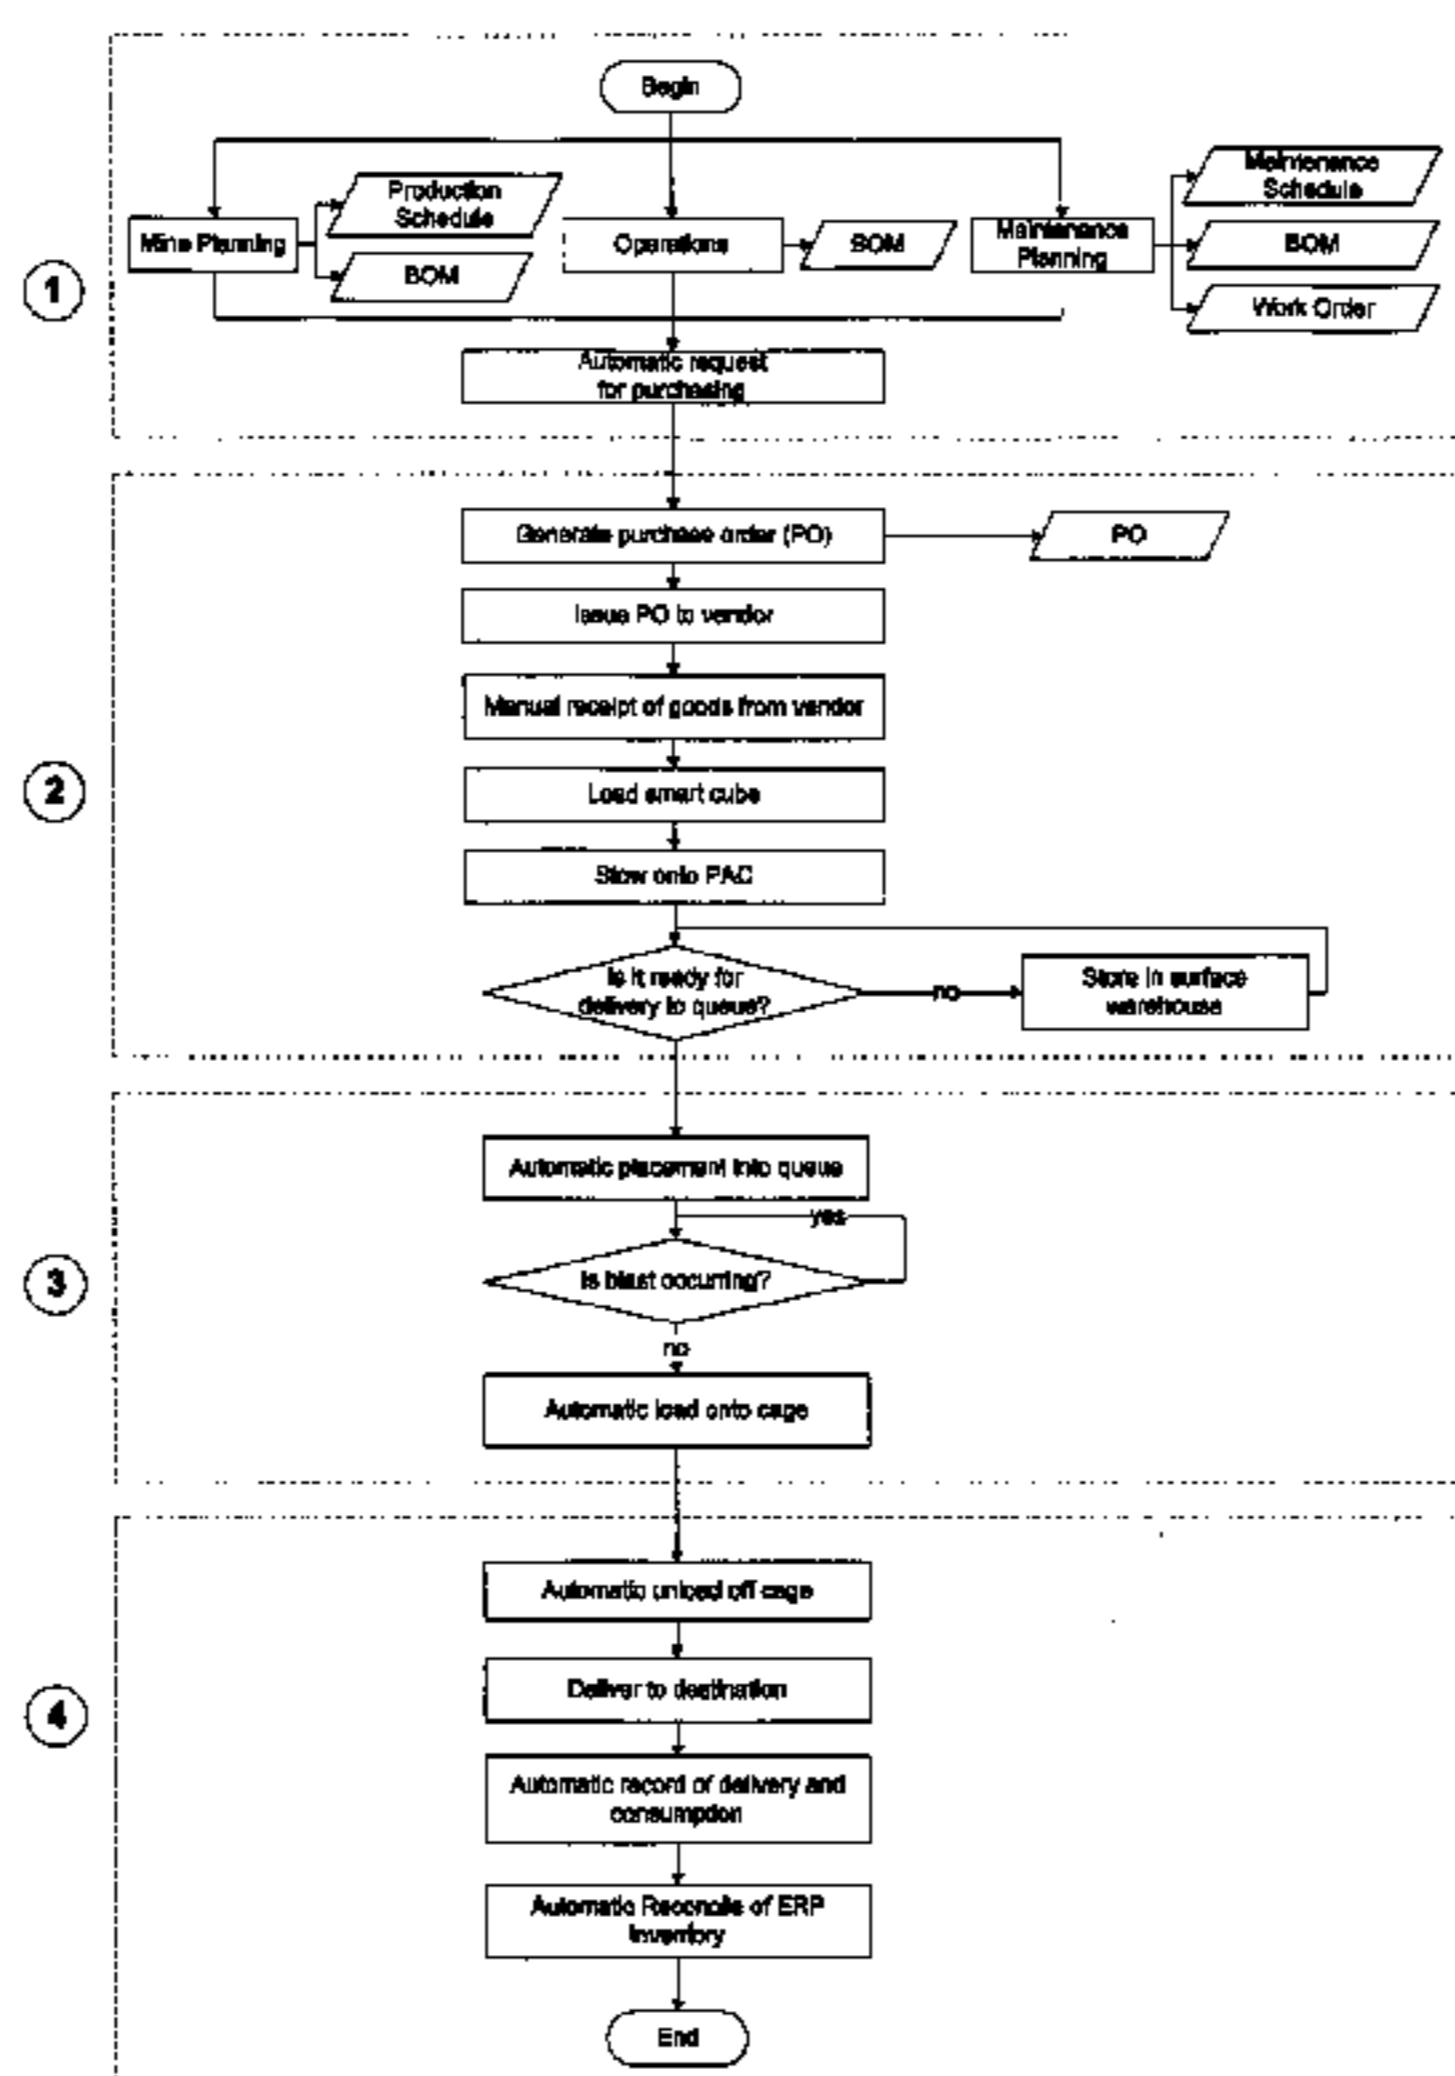 Begin
Production
Schedule
Maintenance
Schedule
Mine Planning
Operations
BOM
Maintenance
Planning
BOM
BOM
Work Order
1
Automatic request
for purchasing
Generate purchase order (PO)
PO
Issue PO to vendor
Manual receipt of goods from vendor
2
Load smart cube
Stow onto PAC
Is it ready for
delivery to queue?
no
Store in surface
warehouse
Automatic placement into queue
yes
3
Is blast occurring?
no
Automatic load onto cage
Automatic unload off cage
Deliver to destination
4
Automatic record of delivery and
consumption
Automatic Reconcile of ERP
Inventory
End